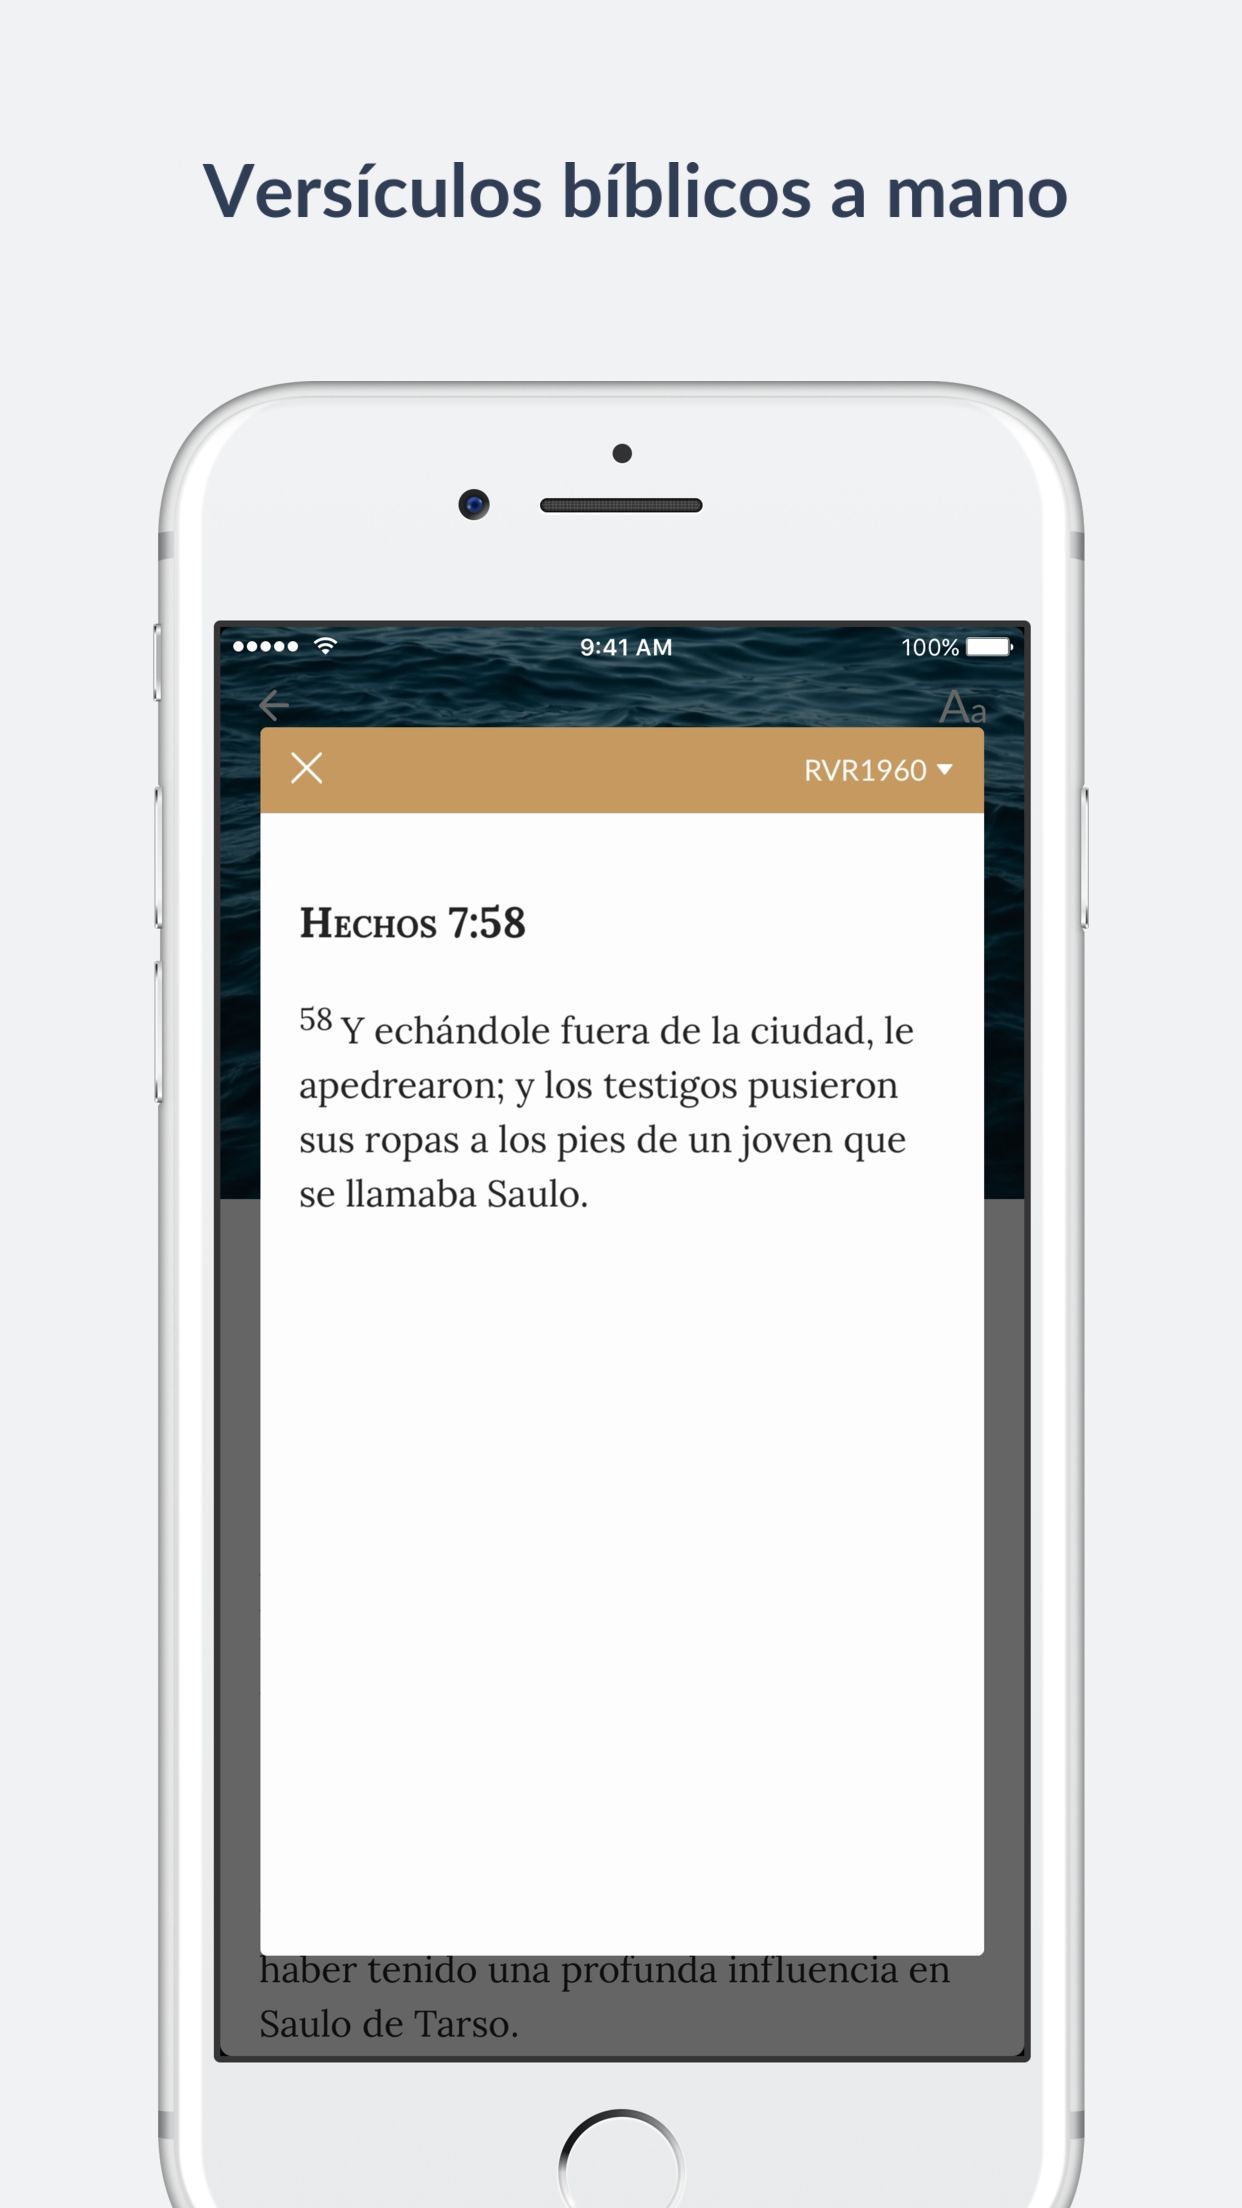 Versículos bíblicos a mano
9:41 AM
100%
Aa
RVR1960
Hechos 7:58
58 Y echándole fuera de la ciudad, le
apedrearon; y los testigos pusieron
sus ropas a los pies de un joven que
se llamaba Saulo.
haber tenido una profunda influencia en
Saulo de Tarso.